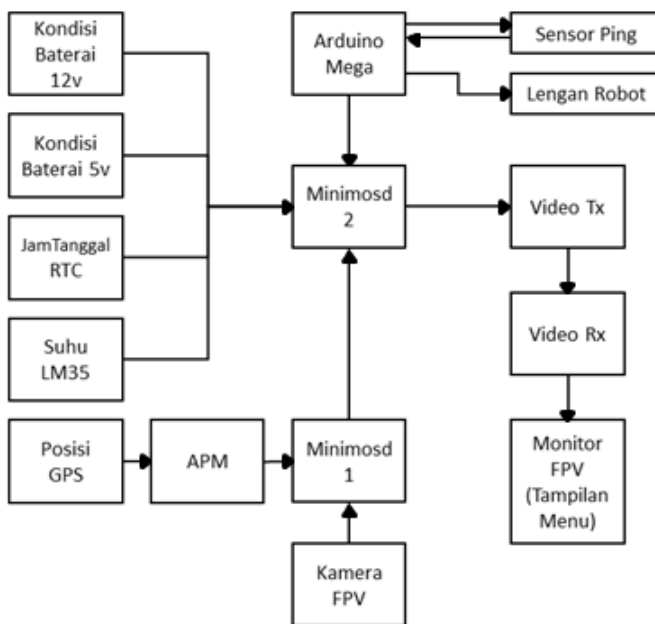 Kondisi
Baterai
12v
Arduino
Mega
Sensor Ping
Lengan Robot
Kondisi
Baterai 5v
Minimosd
2
Video Tx
JamTanggal
RTC
Video Rx
Suhu
LM35
Posisi
GPS
APM
Minimosd
1
Monitor
FPV
(Tampilan
Menu)
Kamera
FPV